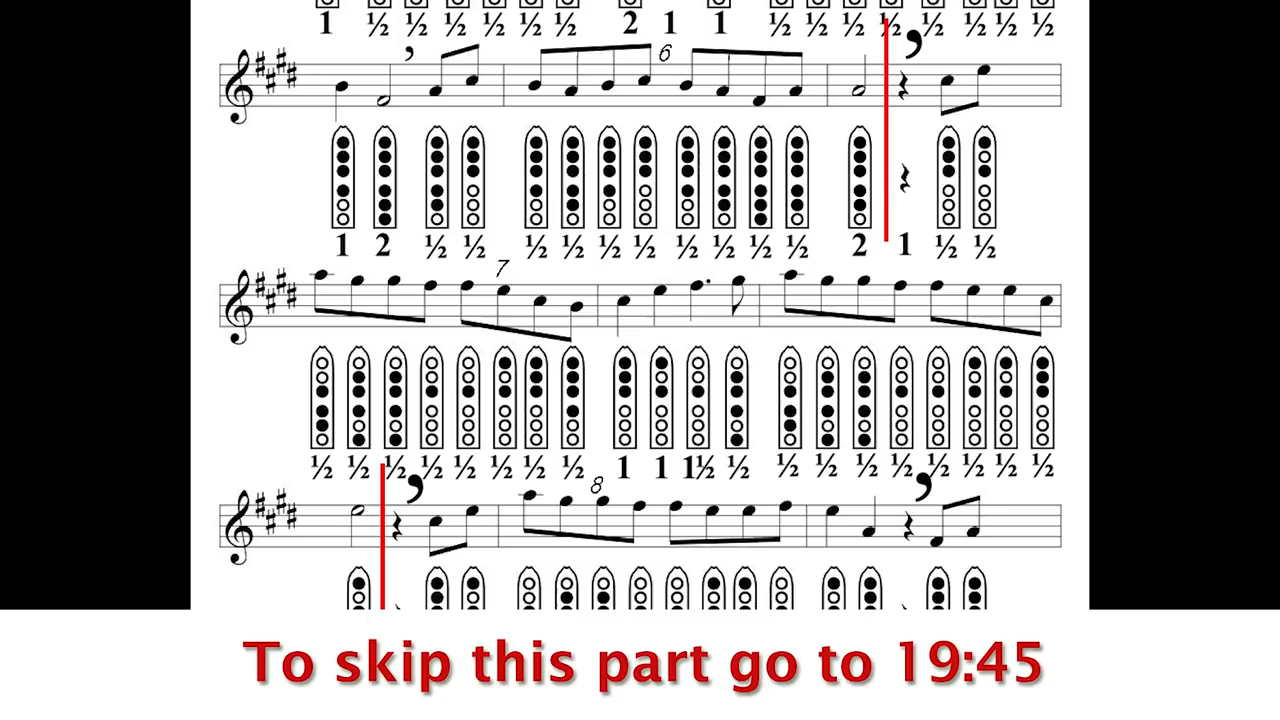 1 ½ ½ ½ ½ ½ ½ 2 1 1 ½ ½ ½ ½ ½ ½ ½
6
1 2 ½ ½ ½ ½ ½ ½ ½ ½ ½ ½ 2 1 ½ ½
7
½ ½ ½ ½ ½ ½ ½ ½ 1 1 1½ ½ ½ ½ ½ ½ ½ ½ ½ ½
8
To skip this part go to 19:45